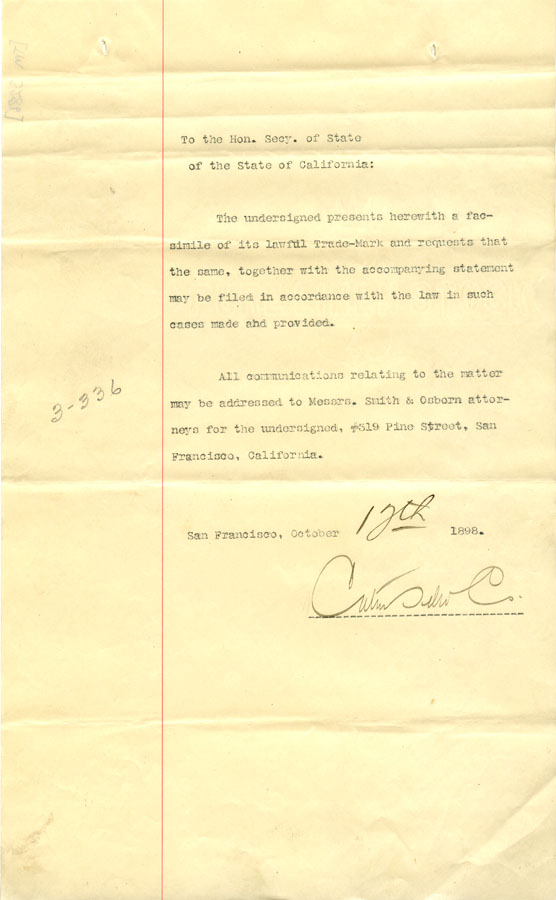 To the Hon. Secy. of State
of the State of California:
The undersigned presents herewith a fac-
simile of its lawful Trade-Mark and requests that
the same, together with the accompanying statement
may be filed in accordance with the law in such
cases made ahd provided.
All communications relating to the matter
may be addressed to Messrs. Smith & Osborn attor-
neys for the undersigned, #319 Pine Street, San
Francisco, California.
3-336
San Francisco, October 1898.
Co.